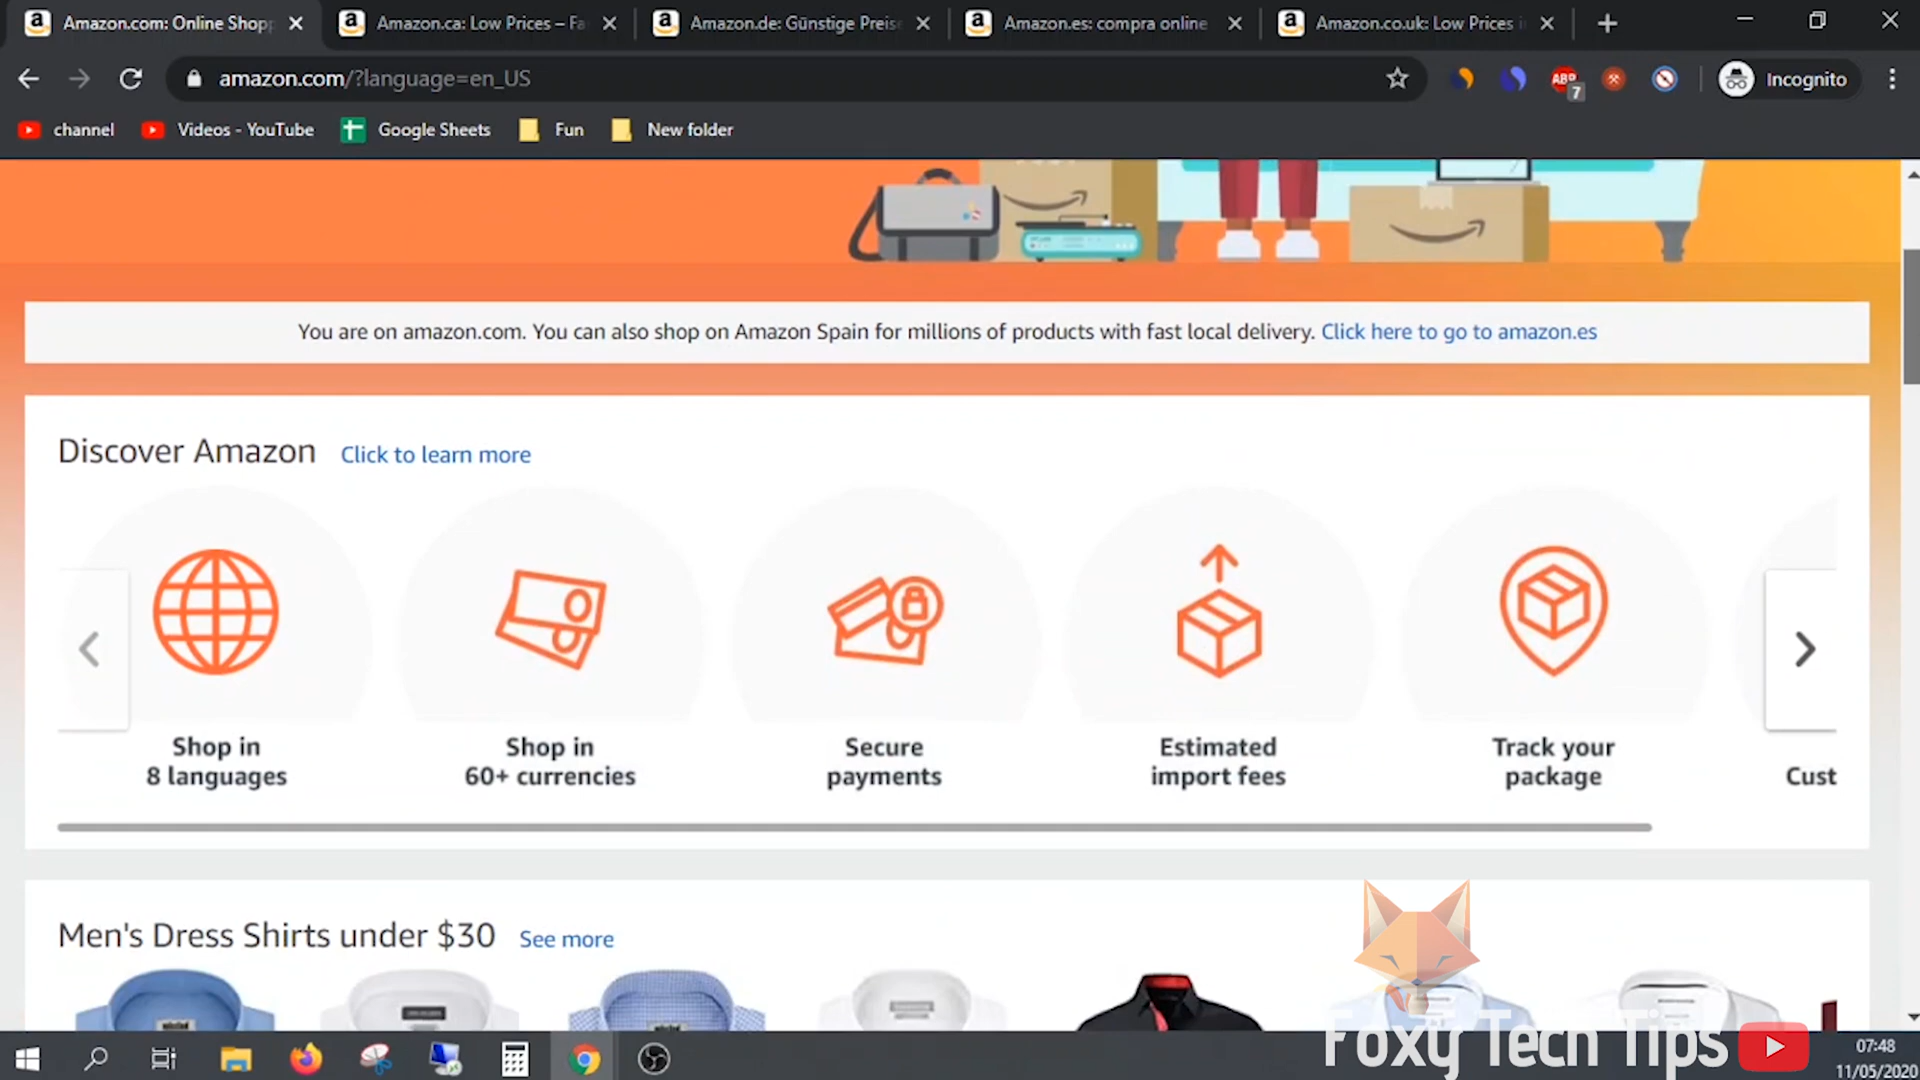 Amazon.com: Online Shopp
Amazon.ca: Low Prices – Fa
Amazon.de: Günstige Preise
Amazon.es: compra online
Amazon.co.uk: Low Prices i
amazon.com/?language=en_US
ABP
7
Incognito
channel
Videos - YouTube
Google Sheets
Fun
New folder
You are on amazon.com. You can also shop on Amazon Spain for millions of products with fast local delivery. Click here to go to amazon.es
Discover Amazon Click to learn more
Shop in
8 languages
Shop in
60+ currencies
Secure
payments
Estimated
import fees
Track your
package
Cust
Men's Dress Shirts under $30 See more
Foxy Tech Tips
07:48
11/05/2020